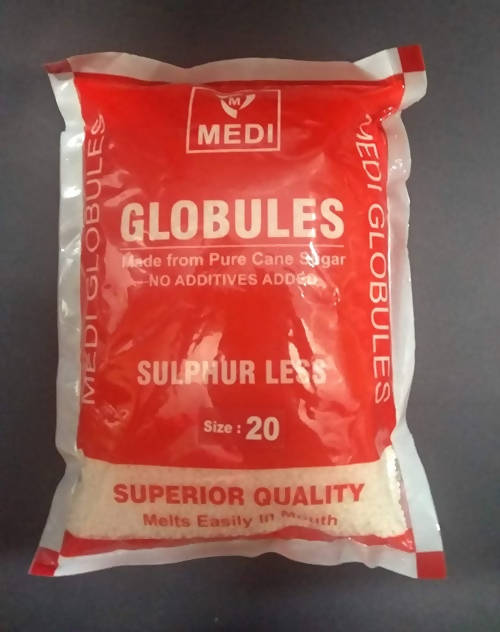 M
MEDI
MEDI GLOBULES
MEDI GLOBULES
GLOBULES
Made from Pure Cane Sugar
NO ADDITIVES ADDED
SULPHUR LESS
Size : 20
SUPERIOR QUALITY
Melts Easily In Mouth